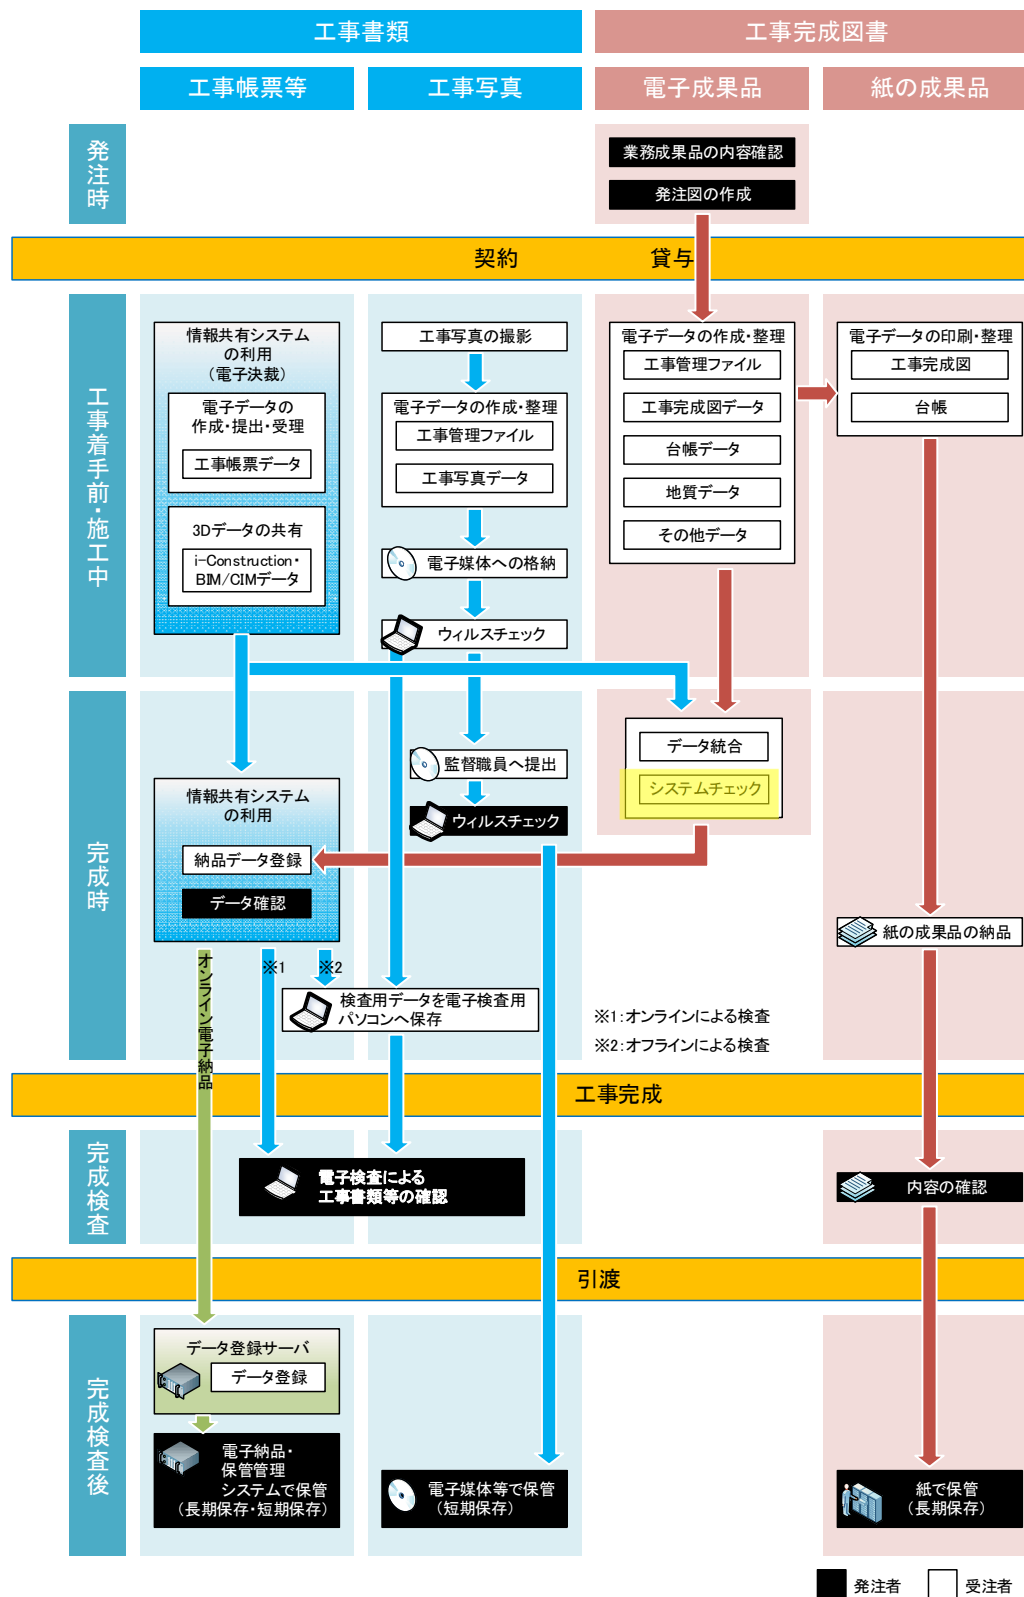 工事書類
工事完成図書
工事帳票等
工事写真
電子成果品
紙の成果品
発注時
業務成果品の内容確認
発注図の作成
契約
貸与
工事着手前・施工中
情報共有システム
の利用
（電子決裁）
電子データの
作成・提出・受理
工事帳票データ
3Dデータの共有
i-Construction・
BIM/CIMデータ
工事写真の撮影
電子データの作成・整理
工事管理ファイル
工事写真データ
電子媒体への格納
ウィルスチェック
電子データの作成・整理
工事管理ファイル
工事完成図データ
台帳データ
地質データ
その他データ
電子データの印刷・整理
工事完成図
台帳
完成時
情報共有システム
の利用
納品データ登録
データ確認
監督職員へ提出
ウィルスチェック
データ統合
システムチェック
紙の成果品の納品
オンライン電子納品
※1
※2
検査用データを電子検査用
パソコンへ保存
※1：オンラインによる検査
※2：オフラインによる検査
工事完成
完成検査
電子検査による
工事書類等の確認
内容の確認
引渡
完成検査後
データ登録サーバ
データ登録
電子納品・
保管管理
システムで保管
（長期保存・短期保存）
電子媒体等で保管
（短期保存）
紙で保管
（長期保存）
発注者
受注者